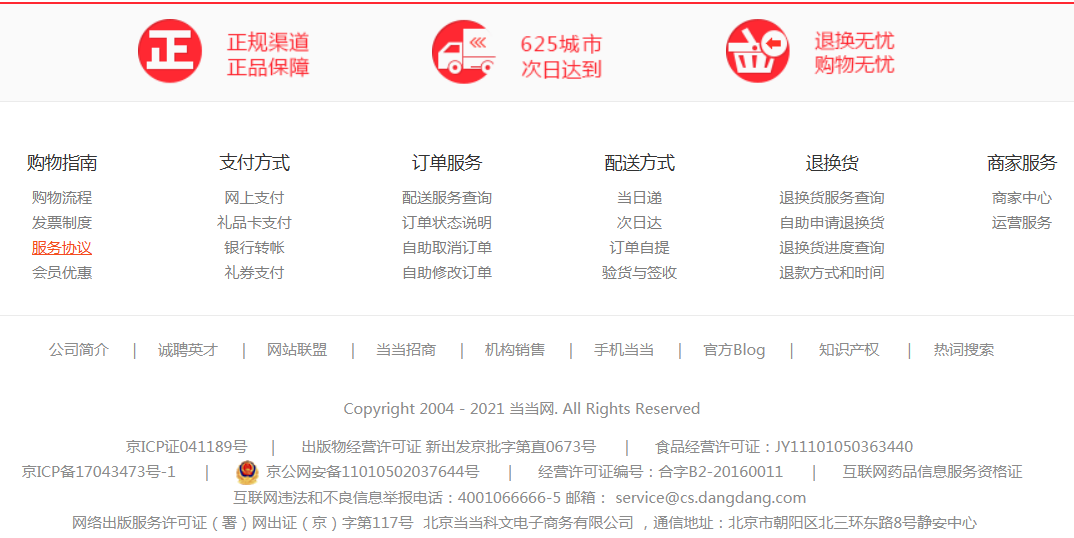 正 正规渠道
正品保障
625城市
次日达到
退换无忧
购物无忧
购物指南 支付方式 订单服务 配送方式 退换货 商家服务
购物流程 网上支付 配送服务查询 当日递 退换货服务查询 商家中心
发票制度 礼品卡支付 订单状态说明 次日达 自助申请退换货 运营服务
服务协议 银行转帐 自助取消订单 订单自提 退换货进度查询
会员优惠 礼券支付 自助修改订单 验货与签收 退款方式和时间
公司简介 | 诚聘英才 | 网站联盟 | 当当招商 | 机构销售 | 手机当当 | 官方Blog | 知识产权 | 热词搜索
Copyright 2004 - 2021 当当网. All Rights Reserved
京ICP证041189号 | 出版物经营许可证 新出发京批字第直0673号 | 食品经营许可证：JY11101050363440
京ICP备17043473号-1 | 京公网安备11010502037644号 | 经营许可证编号：合字B2-20160011 | 互联网药品信息服务资格证
互联网违法和不良信息举报电话：4001066666-5 邮箱： service@cs.dangdang.com
网络出版服务许可证（署）网出证（京）字第117号 北京当当科文电子商务有限公司 ，通信地址：北京市朝阳区北三环东路8号静安中心